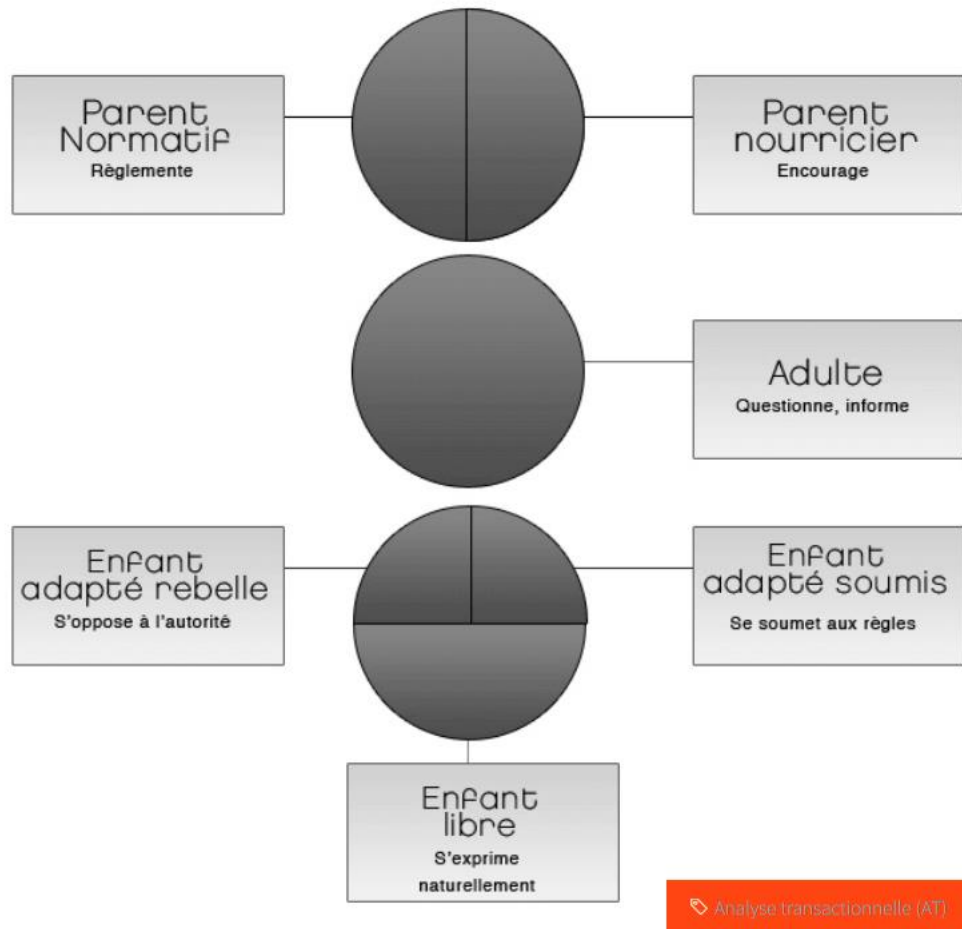 Parent
Normatif
Règlemente
Parent
nourricier
Encourage
Adulte
Questionne, informe
Enfant
adapté rebelle
S'oppose à l'autorité
Enfant
adapté soumis
Se soumet aux règles
Enfant
libre
S'exprime
naturellement
Analyse transactionnelle (AT)